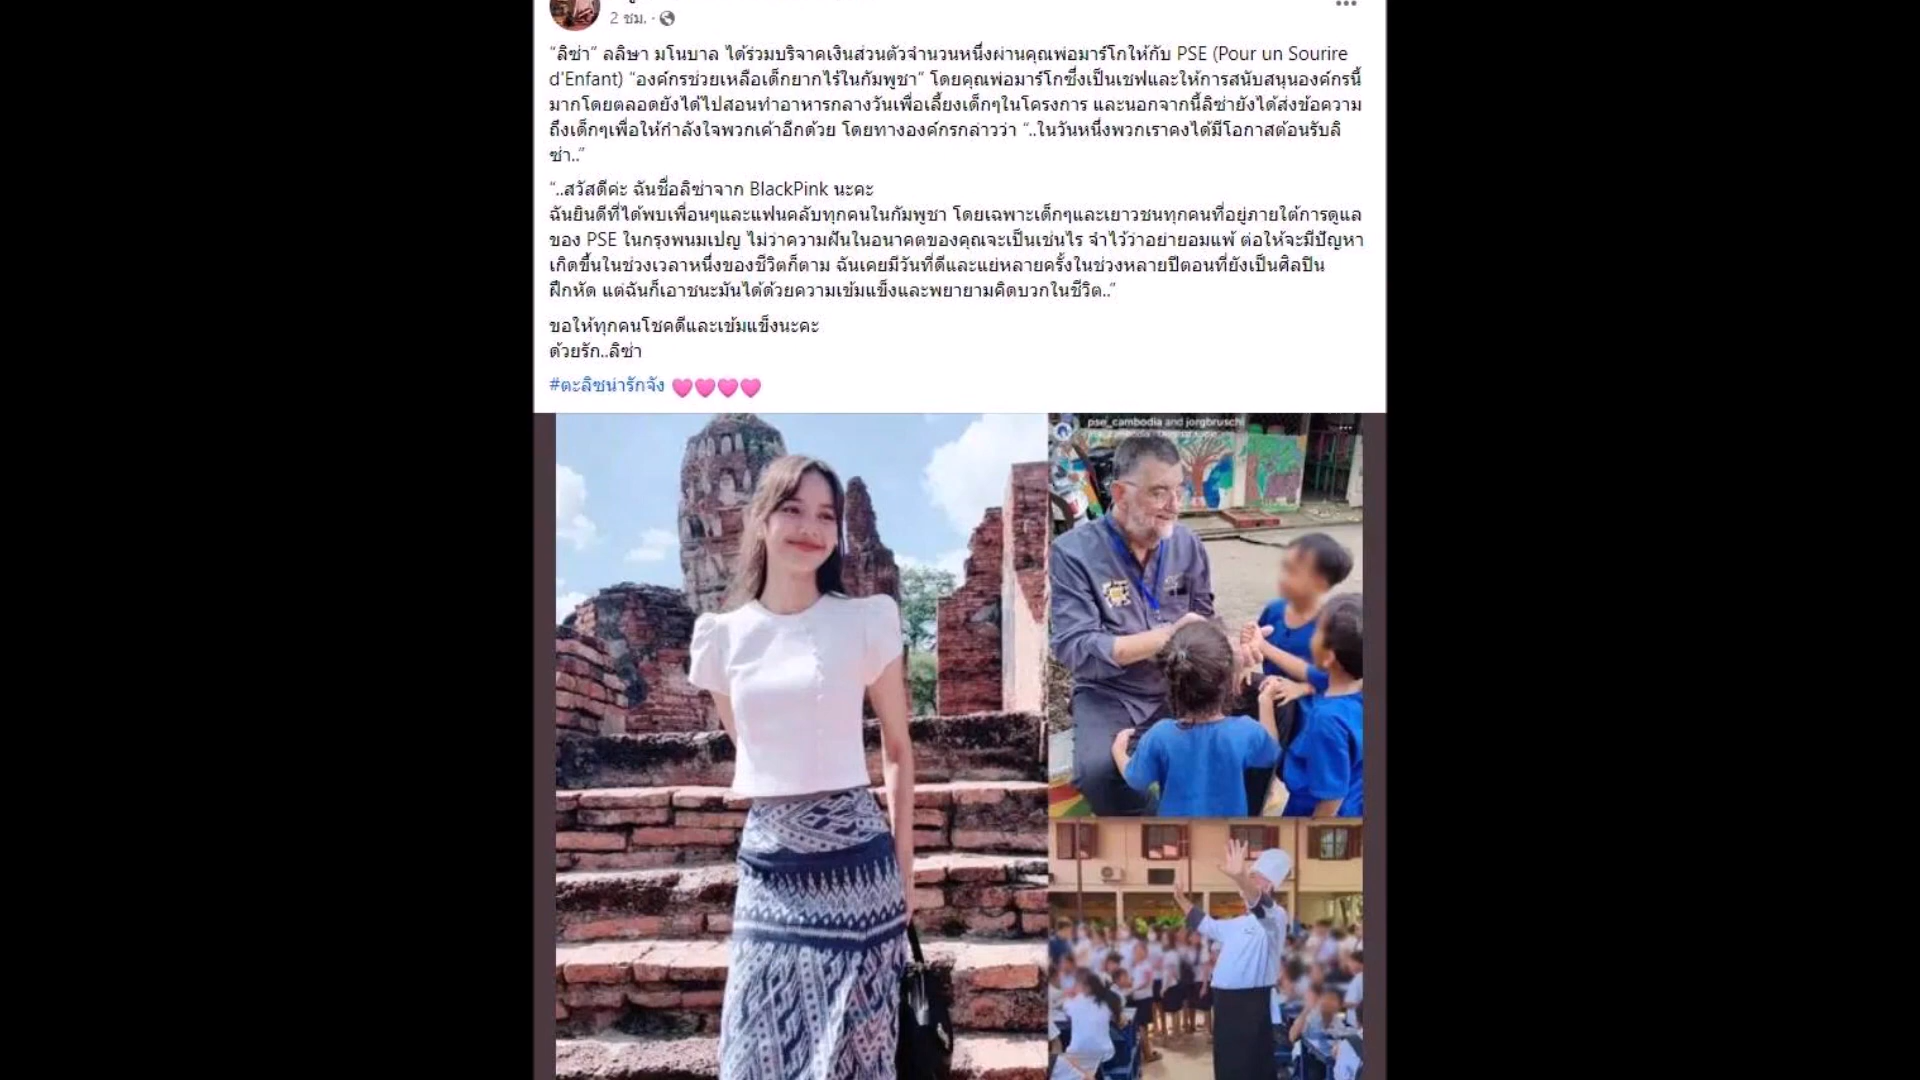 2 ชม.
“ลิซ่า” ลลิษา มโนบาล ได้ร่วมบริจาคเงินส่วนตัวจำนวนหนึ่งผ่านคุณพ่อมาร์โกให้กับ PSE (Pour un Sourire
d’Enfant) “องค์กรช่วยเหลือเด็กยากไร้ในกัมพูชา” โดยคุณพ่อมาร์โกซึ่งเป็นเชฟและให้การสนับสนุนองค์กรนี้
มากโดยตลอดยังได้ไปสอนทำอาหารกลางวันเพื่อเลี้ยงเด็กๆในโครงการ และนอกจากนี้ลิซ่ายังได้ส่งข้อความ
ถึงเด็กๆเพื่อให้กำลังใจพวกเค้าอีกด้วย โดยทางองค์กรกล่าวว่า “..ในวันหนึ่งพวกเราคงได้มีโอกาสต้อนรับลิ
ซ่า..”
“..สวัสดีค่ะ ฉันชื่อลิซ่าจาก BlackPink นะคะ
ฉันยินดีที่ได้พบเพื่อนๆและแฟนคลับทุกคนในกัมพูชา โดยเฉพาะเด็กๆและเยาวชนทุกคนที่อยู่ภายใต้การดูแล
ของ PSE ในกรุงพนมเปญ ไม่ว่าความฝันในอนาคตของคุณจะเป็นเช่นไร จำไว้ว่าอย่ายอมแพ้ ต่อให้จะมีปัญหา
เกิดขึ้นในช่วงเวลาหนึ่งของชีวิตก็ตาม ฉันเคยมีวันที่ดีและแย่หลายครั้งในช่วงหลายปีตอนที่ยังเป็นศิลปิน
ฝึกหัด แต่ฉันก็เอาชนะมันได้ด้วยความเข้มแข็งและพยายามคิดบวกในชีวิต..”
ขอให้ทุกคนโชคดีและเข้มแข็งนะคะ
ด้วยรัก..ลิซ่า
#ตะลิซน่ารักจัง
pse_cambodia and jorgbruschi